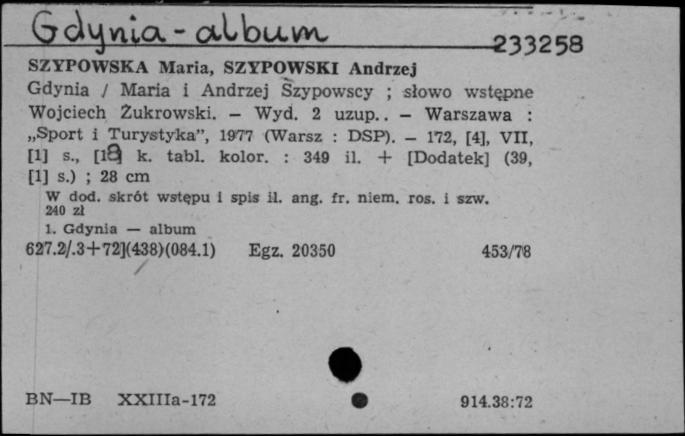 Gdynia - album
233258
SZYPOWSKA Maria, SZYPOWSKI Andrzej
Gdynia / Maria i Andrzej Szypowscy ; słowo wstępne
Wojciech Żukrowski. — Wyd. 2 uzup.. — Warszawa :
„Sport i Turystyka”, 1977 (Warsz : DSP). — 172, [4], VII,
[1] s., [18] k. tabl. kolor. : 349 il. + [Dodatek] (39,
[1] s.) ; 28 cm
W dod. skrót wstępu i spis il. ang. fr. niem. ros. i szw.
240 zł
1. Gdynia — album
627.2/.3+72](438)(084.1) Egz. 20350 453/78
BN—IB XXIIIa-172 914.38:72